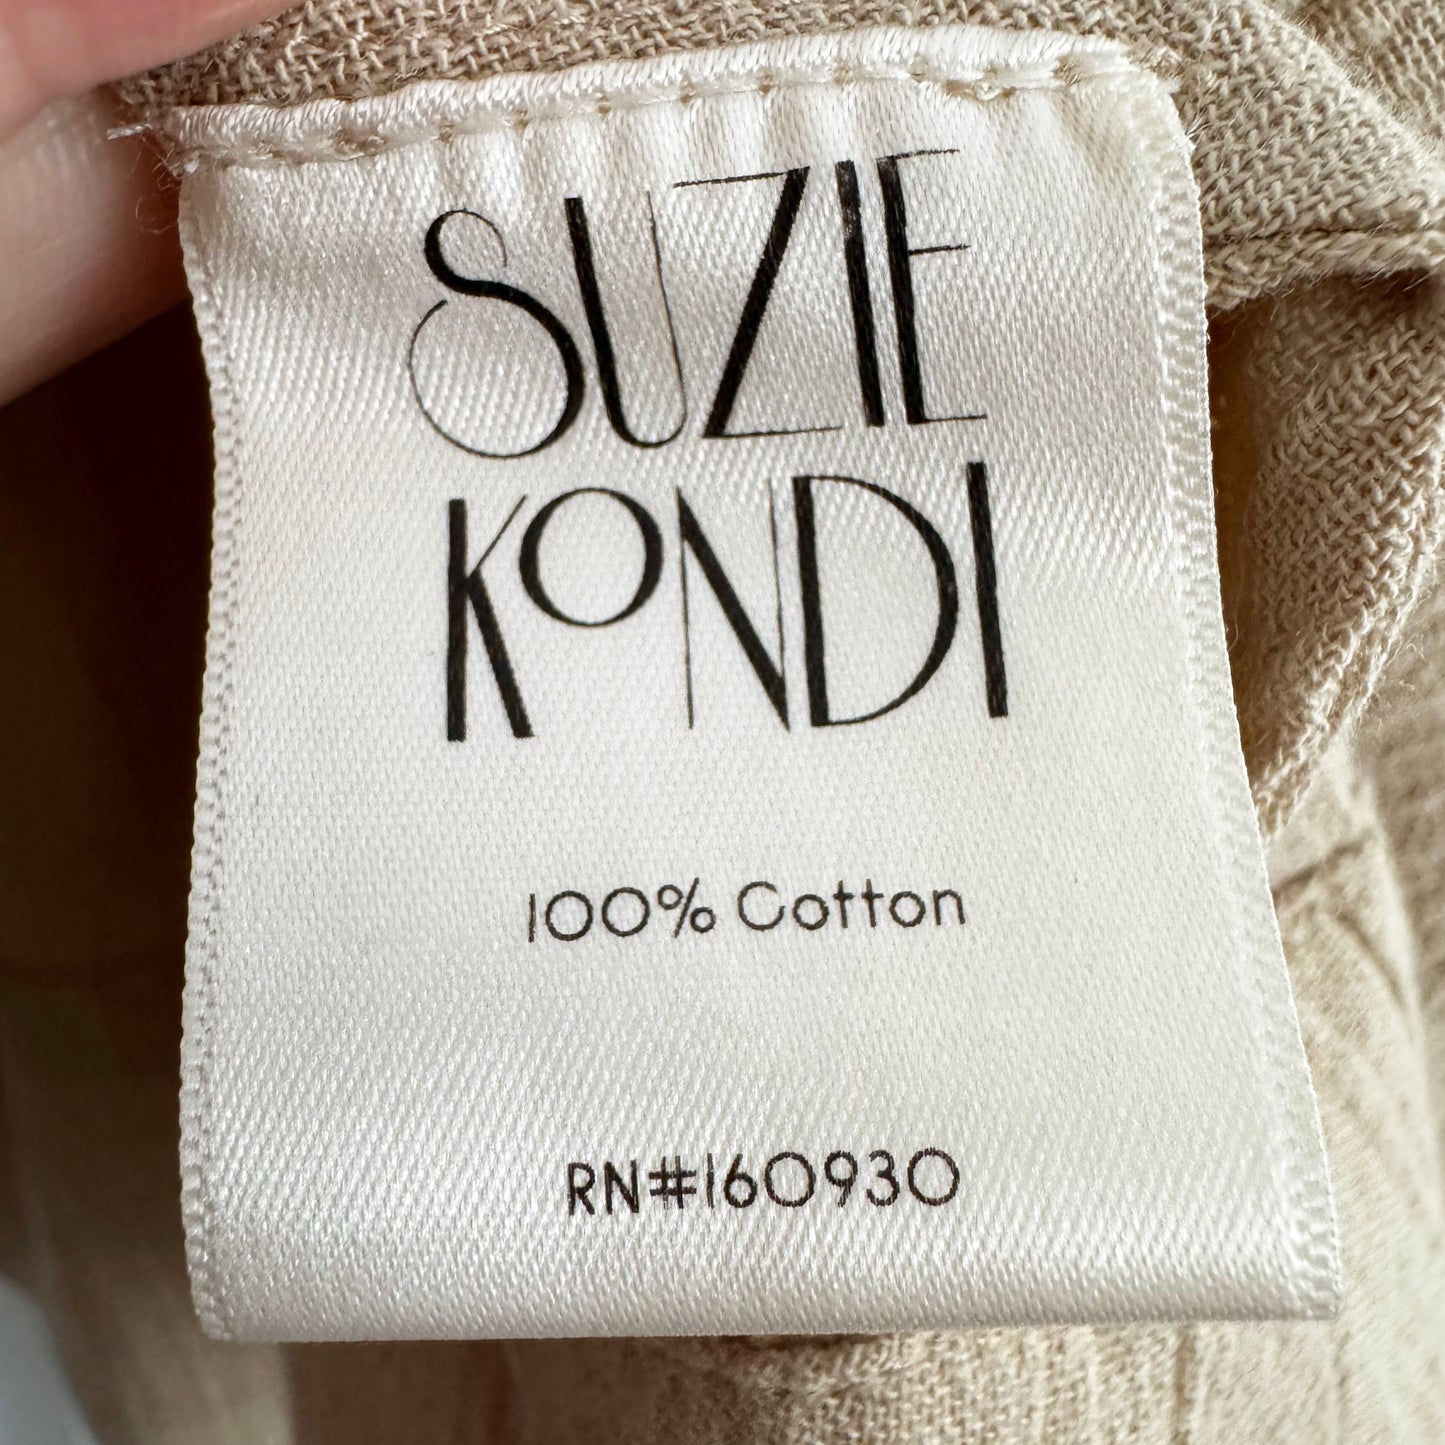 SUZIE
KONDI
100% Cotton
RN#160930